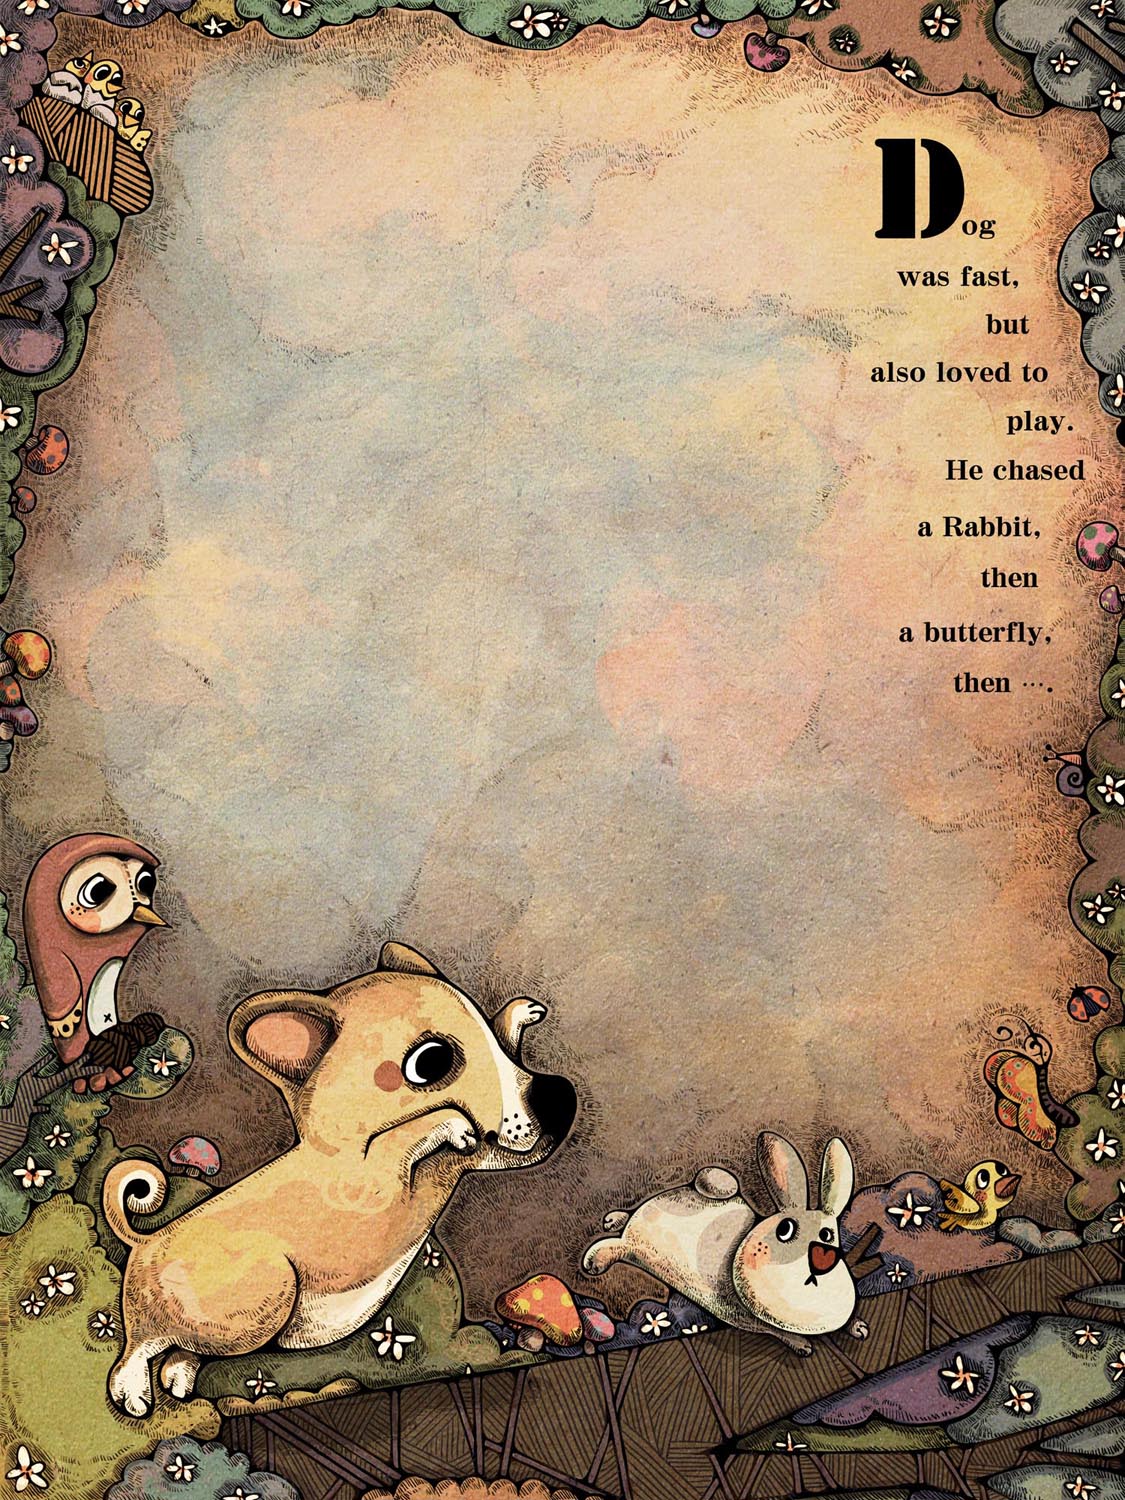 Dog
was fast,
but
also loved to
play.
He chased
a Rabbit,
then
a butterfly,
then ….